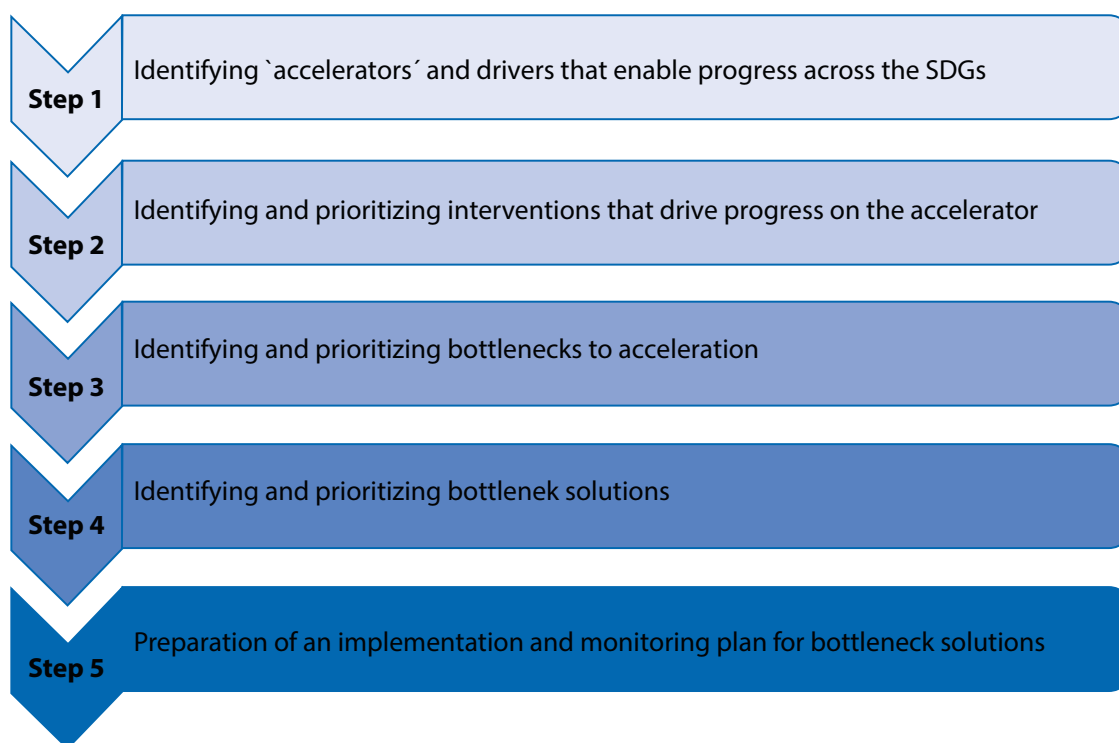 Step 1
Identifying `accelerators´ and drivers that enable progress across the SDGs
Step 2
Identifying and prioritizing interventions that drive progress on the accelerator
Step 3
Identifying and prioritizing bottlenecks to acceleration
Step 4
Identifying and prioritizing bottlenek solutions
Step 5
Preparation of an implementation and monitoring plan for bottleneck solutions